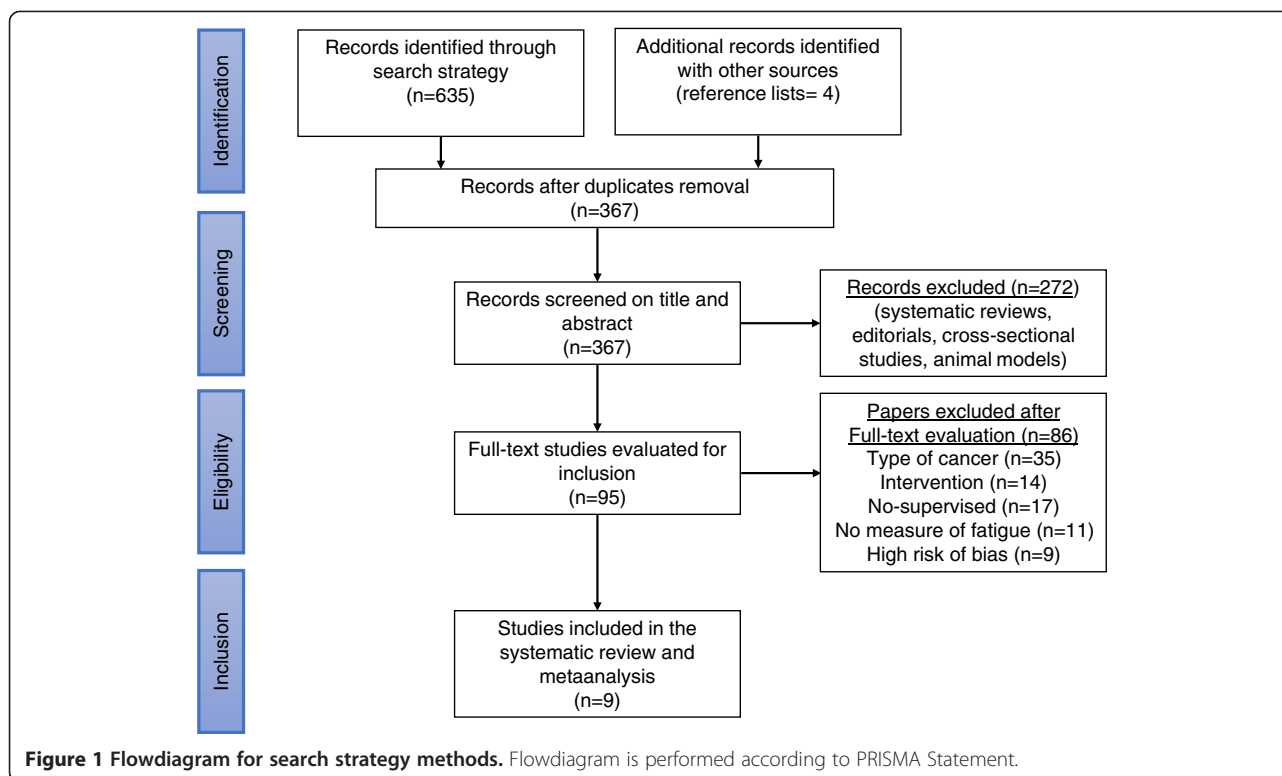 Identification
Records identified through
search strategy
(n=635)
Additional records identified
with other sources
(reference lists= 4)
Records after duplicates removal
(n=367)
Screening
Records screened on title and
abstract
(n=367)
Records excluded (n=272)
(systematic reviews,
editorials, cross-sectional
studies, animal models)
Eligibility
Full-text studies evaluated for
inclusion
(n=95)
Papers excluded after
Full-text evaluation (n=86)
Type of cancer (n=35)
Intervention (n=14)
No-supervised (n=17)
No measure of fatigue (n=11)
High risk of bias (n=9)
Inclusion
Studies included in the
systematic review and
metaanalysis
(n=9)
Figure 1 Flowdiagram for search strategy methods. Flowdiagram is performed according to PRISMA Statement.